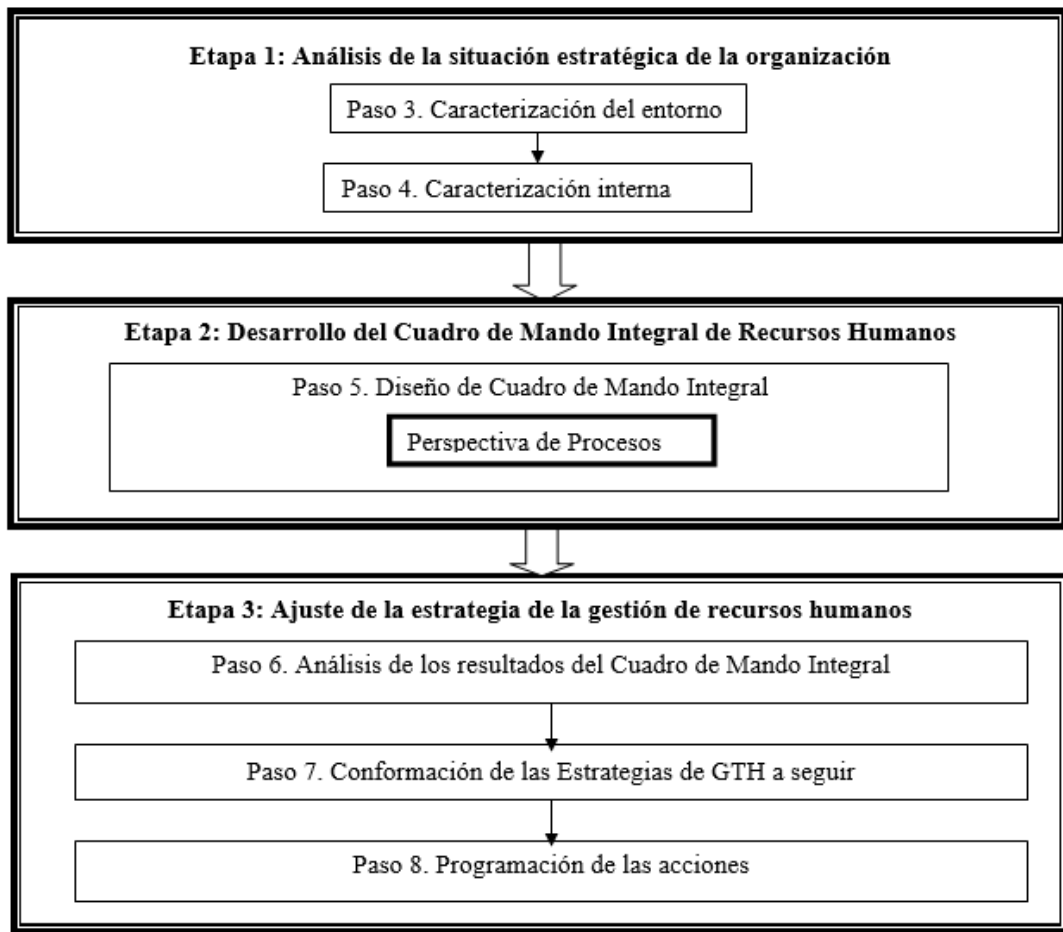 Etapa 1: Análisis de la situación estratégica de la organización
Paso 3. Caracterización del entorno
Paso 4. Caracterización interna
Etapa 2: Desarrollo del Cuadro de Mando Integral de Recursos Humanos
Paso 5. Diseño de Cuadro de Mando Integral
Perspectiva de Procesos
Etapa 3: Ajuste de la estrategia de la gestión de recursos humanos
Paso 6. Análisis de los resultados del Cuadro de Mando Integral
Paso 7. Conformación de las Estrategias de GTH a seguir
Paso 8. Programación de las acciones